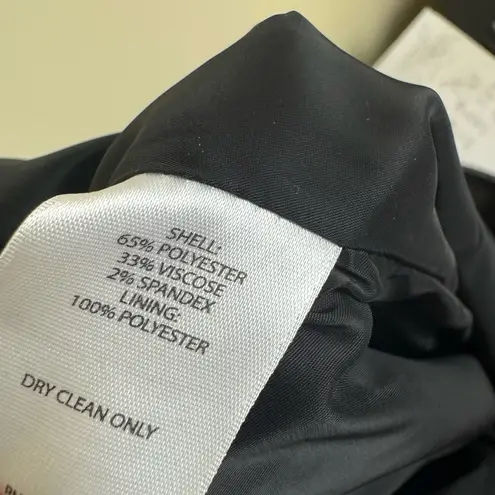 SHELL:
65% POLYESTER
33% VISCOSE
2% SPANDEX
LINING:
100% POLYESTER
DRY CLEAN ONLY